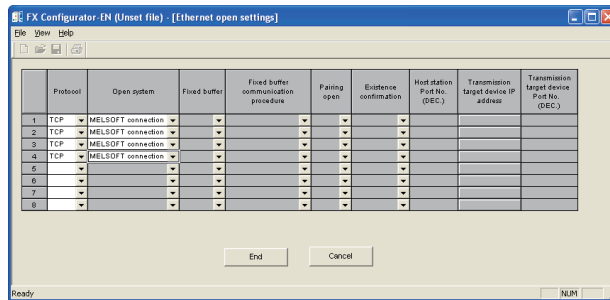 FX Configurator-EN (Unset file) - [Ethernet open settings]
File View Help
Protocol Open system Fixed buffer Fixed buffer communication procedure Pairing open Existence confirmation Host station Port No. (DEC.) Transmission target device IP address Transmission target device Port No. (DEC.)
1 TCP MELSOFT connection
2 TCP MELSOFT connection
3 TCP MELSOFT connection
4 TCP MELSOFT connection
5
6
7
8
End Cancel
Ready NUM